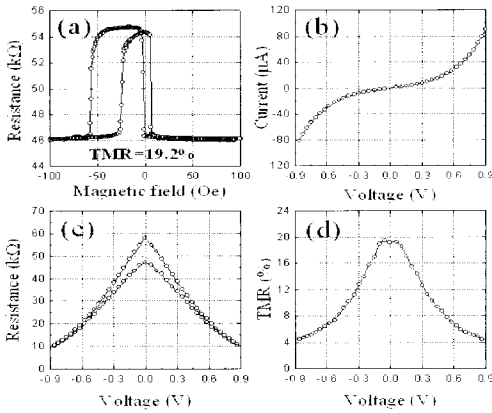 (a)
Resistance (kΩ)
56
54
52
50
48
46
44
TMR=19.2%
-100 -50 0 50 100
Magnetic field (Oe)
(b)
Current (μA)
120
80
40
0
-40
-80
-120
-0.9 -0.6 -0.3 0.0 0.3 0.6 0.9
Voltage (V)
(c)
Resistance (kΩ)
70
60
50
40
30
20
10
0
-0.9 -0.6 -0.3 0.0 0.3 0.6 0.9
Voltage (V)
(d)
TMR (%)
24
20
16
12
8
4
0
-0.9 -0.6 -0.3 0.0 0.3 0.6 0.9
Voltage (V)